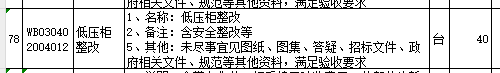 府相关文件、规范等其他资料，满足验收要求
78
WB03040
2004012
低压柜
整改
1、名称：低压柜整改
2、备注：含安全整改等
5、其他：未尽事宜见图纸、图集、答疑、招标文件、政
府相关文件、规范等其他资料，满足验收要求
台
40